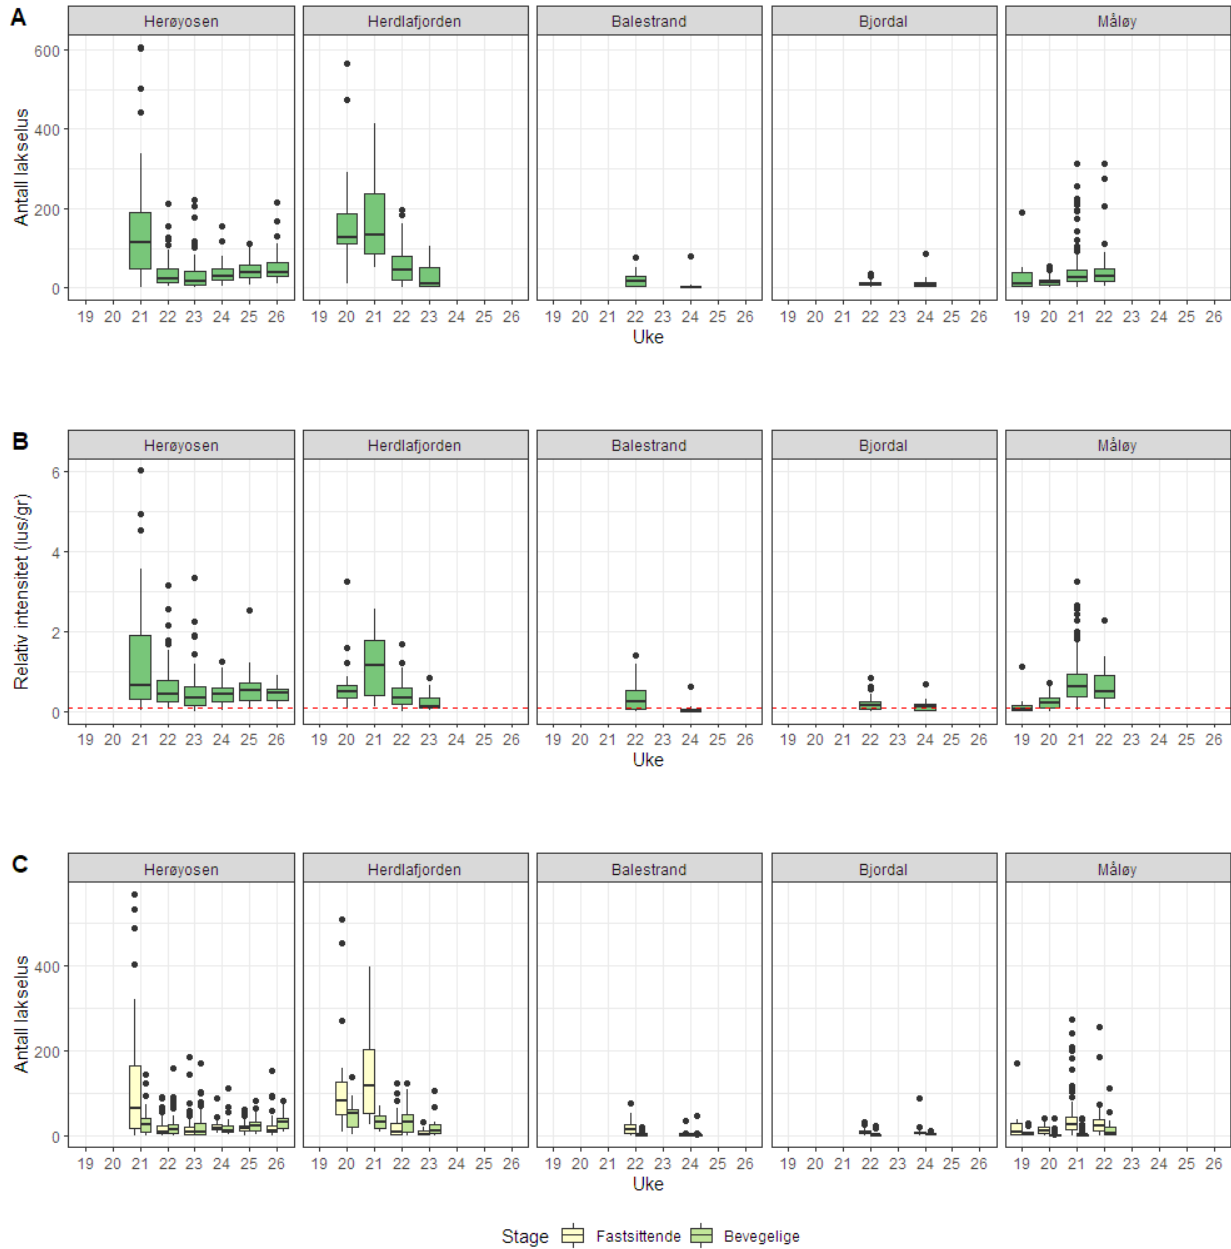 A
Herøyosen Herdlafjorden Balestrand Bjordal Måløy
Antall lakselus
600
400
200
0
19 20 21 22 23 24 25 26 19 20 21 22 23 24 25 26 19 20 21 22 23 24 25 26 19 20 21 22 23 24 25 26 19 20 21 22 23 24 25 26
Uke
B
Herøyosen Herdlafjorden Balestrand Bjordal Måløy
Relativ intensitet (lus/gr)
6
4
2
0
19 20 21 22 23 24 25 26 19 20 21 22 23 24 25 26 19 20 21 22 23 24 25 26 19 20 21 22 23 24 25 26 19 20 21 22 23 24 25 26
Uke
C
Herøyosen Herdlafjorden Balestrand Bjordal Måløy
Antall lakselus
400
200
0
19 20 21 22 23 24 25 26 19 20 21 22 23 24 25 26 19 20 21 22 23 24 25 26 19 20 21 22 23 24 25 26 19 20 21 22 23 24 25 26
Uke
Stage Fastsittende Bevegelige